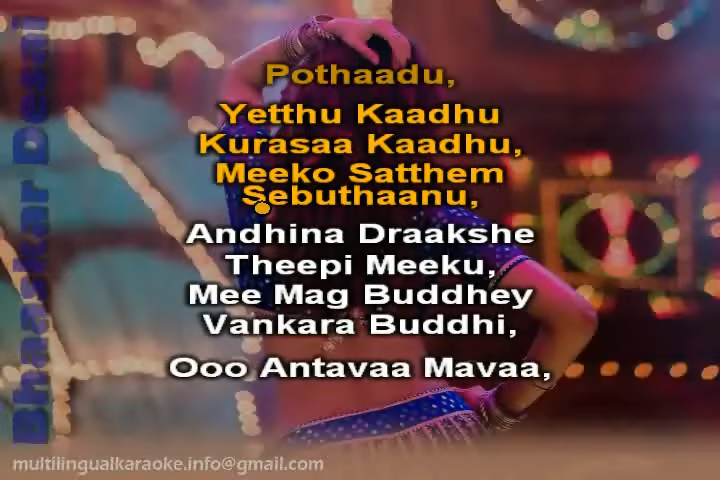 Pothaadu,
Yetthu Kaadhu
Kurasaa Kaadhu,
Meeko Satthem
Sebuthaanu,
Andhina Draakshe
Theepi Meeku,
Mee Mag Buddhey
Vankara Buddhi,
Ooo Antavaa Mavaa,
Bhaaskar Desai
multilingualkaraoke.info@gmail.com